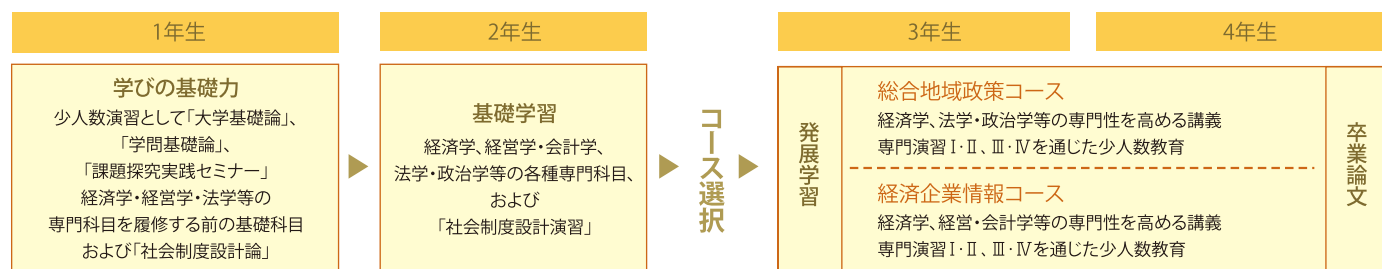 1年生
学びの基礎力
少人数演習として「大学基礎論」、
「学問基礎論」、
「課題探究実践セミナー」
経済学・経営学・法学等の
専門科目を履修する前の基礎科目
および「社会制度設計論」
2年生
基礎学習
経済学、経営学・会計学、
法学・政治学等の各種専門科目、
および
「社会制度設計演習」
コース選択
3年生
4年生
発展学習
総合地域政策コース
経済学、法学・政治学等の専門性を高める講義
専門演習Ⅰ・Ⅱ、Ⅲ・Ⅳを通じた少人数教育
経済企業情報コース
経済学、経営・会計学等の専門性を高める講義
専門演習Ⅰ・Ⅱ、Ⅲ・Ⅳを通じた少人数教育
卒業論文